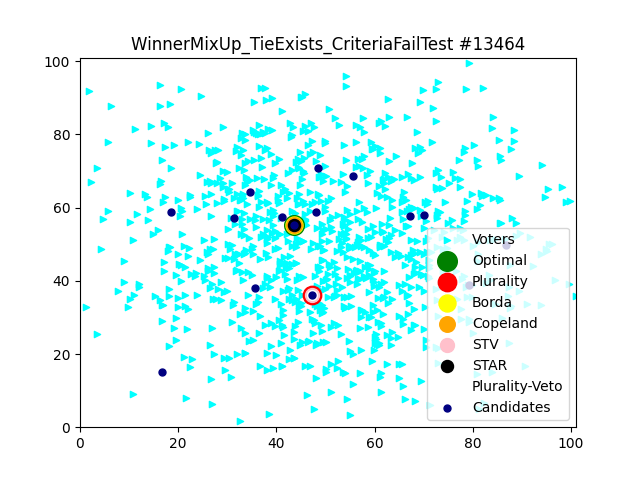 WinnerMixUp_TieExists_CriteriaFailTest #13464
100
80
60
40
20
0
0 20 40 60 80 100
Voters
Optimal
Plurality
Borda
Copeland
STV
STAR
Plurality-Veto
Candidates